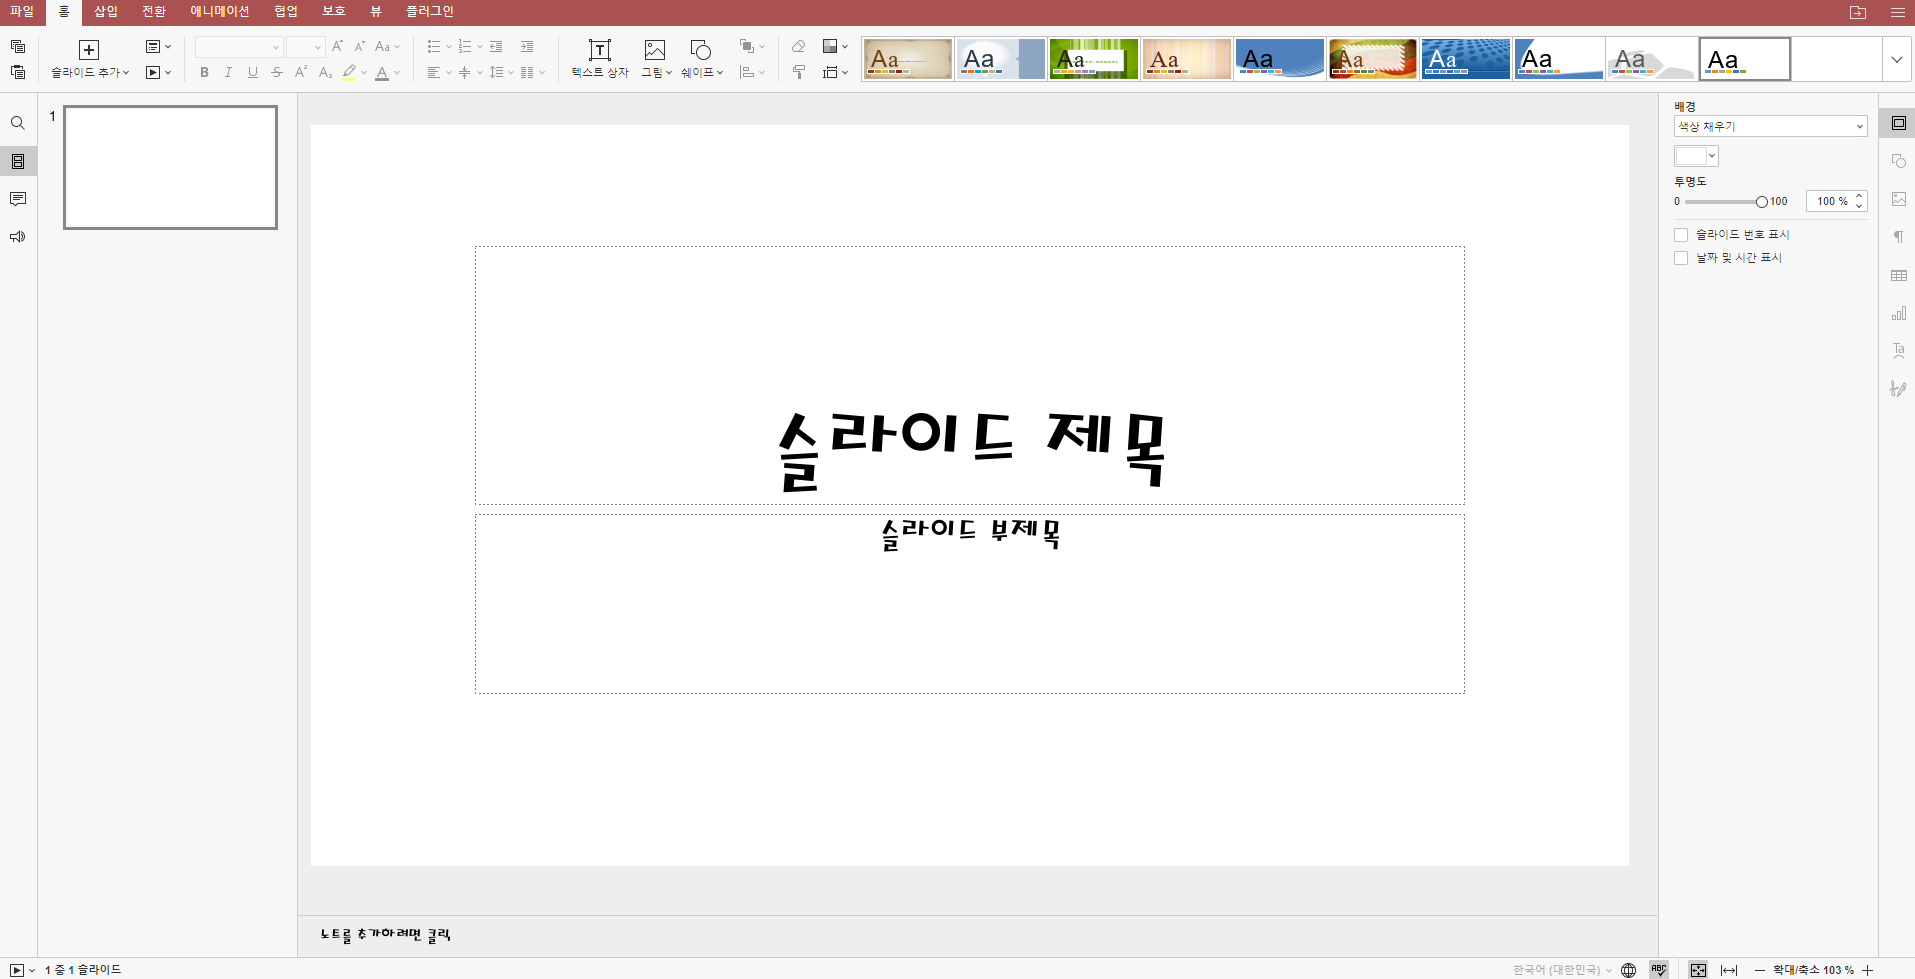 파일 홈 삽입 전환 애니메이션 협업 보호 뷰 플러그인
슬라이드 추가
Aa
B I U S A² A₂ A
텍스트 상자 그림 쉐이프
Aa Aa Aa Aa Aa Aa Aa Aa Aa Aa
1
슬라이드 제목
슬라이드 부제목
노트를 추가하려면 클릭
배경
색상 채우기
투명도
0 100 100 %
슬라이드 번호 표시
날짜 및 시간 표시
1 중 1 슬라이드
한국어 (대한민국) ABC 확대/축소 103 %